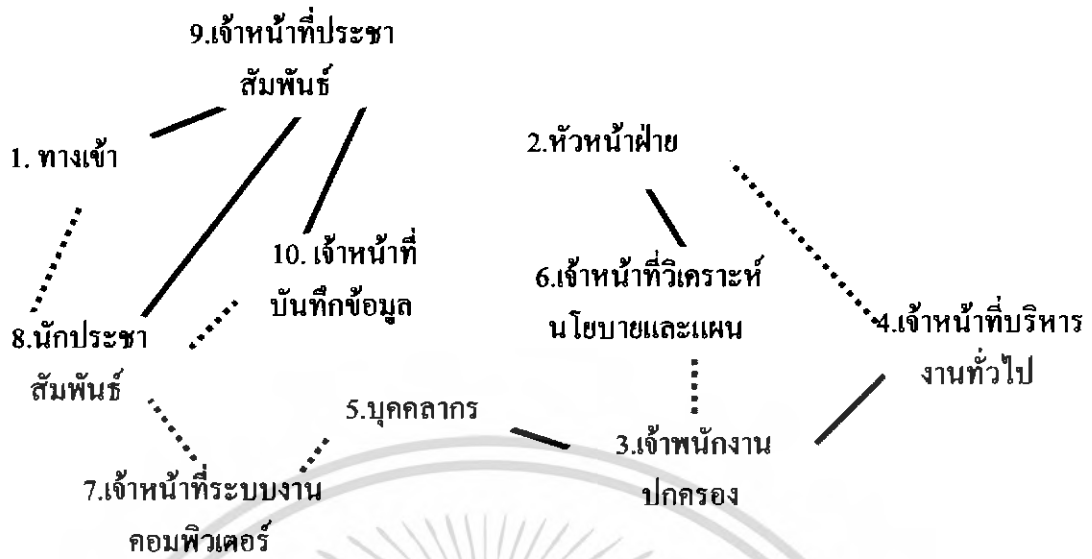 9.เจ้าหน้าที่ประชา
สัมพันธ์
1. ทางเข้า
2.หัวหน้าฝ่าย
10. เจ้าหน้าที่
บันทึกข้อมูล
6.เจ้าหน้าที่วิเคราะห์
นโยบายและแผน
8.นักประชา
สัมพันธ์
4.เจ้าหน้าที่บริหาร
งานทั่วไป
5.บุคคลากร
3.เจ้าพนักงาน
ปกครอง
7.เจ้าหน้าที่ระบบงาน
คอมพิวเตอร์